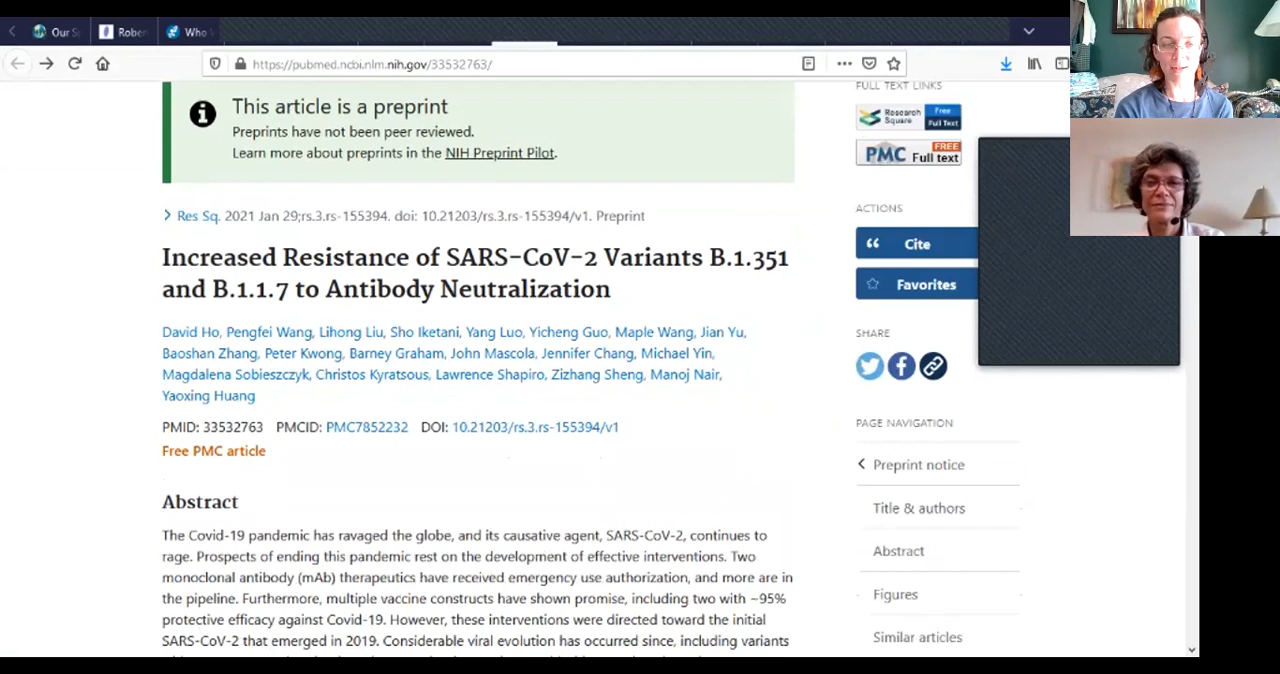 Our S
Rober
Who
https://pubmed.ncbi.nlm.nih.gov/33532763/
This article is a preprint
Preprints have not been peer reviewed.
Learn more about preprints in the NIH Preprint Pilot.
Res Sq. 2021 Jan 29;rs.3.rs-155394. doi: 10.21203/rs.3.rs-155394/v1. Preprint
Increased Resistance of SARS-CoV-2 Variants B.1.351
and B.1.1.7 to Antibody Neutralization
David Ho, Pengfei Wang, Lihong Liu, Sho Iketani, Yang Luo, Yicheng Guo, Maple Wang, Jian Yu,
Baoshan Zhang, Peter Kwong, Barney Graham, John Mascola, Jennifer Chang, Michael Yin,
Magdalena Sobieszczyk, Christos Kyratsous, Lawrence Shapiro, Zizhang Sheng, Manoj Nair,
Yaoxing Huang
PMID: 33532763 PMCID: PMC7852232 DOI: 10.21203/rs.3.rs-155394/v1
Free PMC article
Abstract
The Covid-19 pandemic has ravaged the globe, and its causative agent, SARS-CoV-2, continues to
rage. Prospects of ending this pandemic rest on the development of effective interventions. Two
monoclonal antibody (mAb) therapeutics have received emergency use authorization, and more are in
the pipeline. Furthermore, multiple vaccine constructs have shown promise, including two with ~95%
protective efficacy against Covid-19. However, these interventions were directed toward the initial
SARS-CoV-2 that emerged in 2019. Considerable viral evolution has occurred since, including variants
FULL TEXT LINKS
Research Square Free Full Text
PMC FREE Full text
ACTIONS
Cite
Favorites
SHARE
PAGE NAVIGATION
Preprint notice
Title & authors
Abstract
Figures
Similar articles